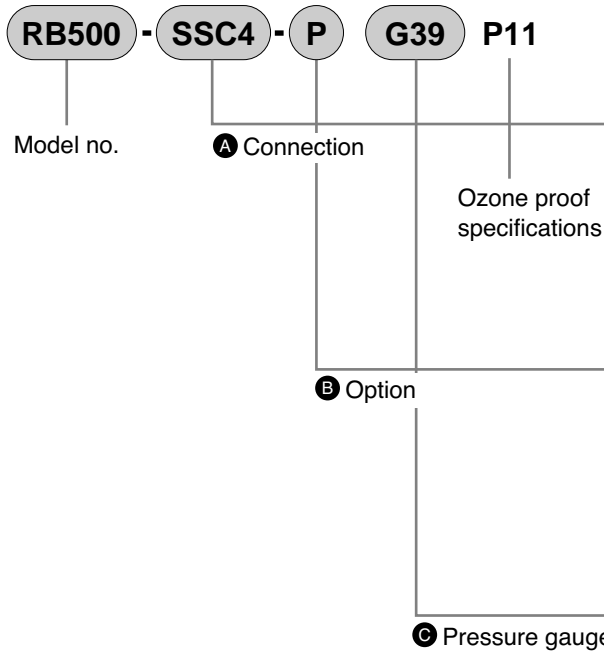 RB500 - SSC4 - P G39 P11
Model no.
A Connection
Ozone proof
specifications
B Option
C Pressure gauge